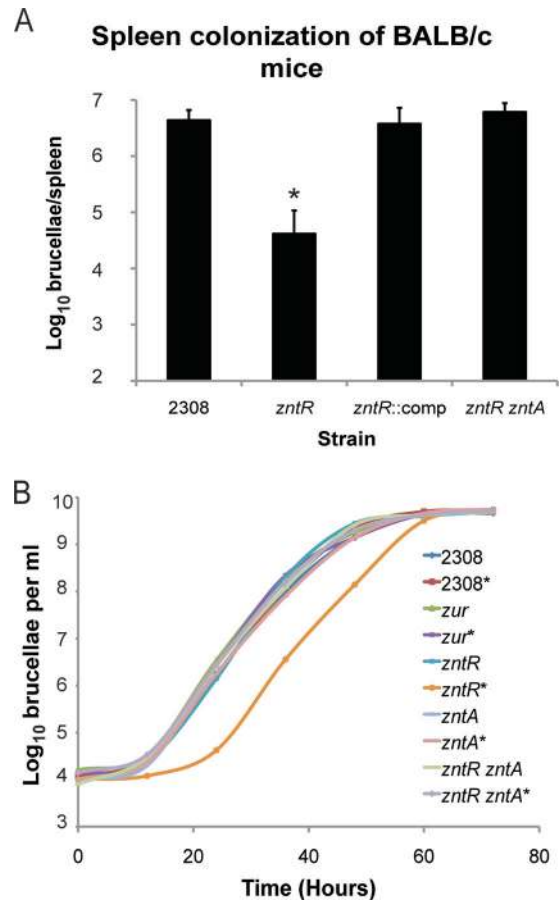 A
Spleen colonization of BALB/c
mice
Log10 brucellae/spleen
7
6
5
4
3
2
*
2308 zntR zntR::comp zntR zntA
Strain
B
Log10 brucellae per ml
10
9
8
7
6
5
4
3
0 20 40 60 80
Time (Hours)
2308
2308*
zur
zur*
zntR
zntR*
zntA
zntA*
zntR zntA
zntR zntA*